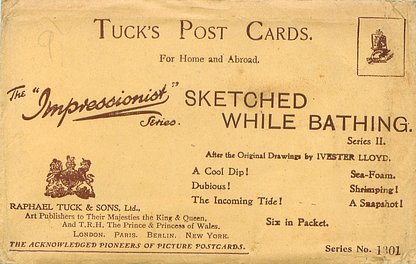 TUCK'S POST CARDS.
For Home and Abroad.
The "Impressionist" Series.
SKETCHED
WHILE BATHING.
Series II.
After the Original Drawings by IVESTER LLOYD.
A Cool Dip! Sea-Foam.
Dubious! Shrimping!
The Incoming Tide! A Snapshot!
Six in Packet.
RAPHAEL TUCK & SONS, Ltd.,
Art Publishers to Their Majesties the King & Queen,
And T.R.H. The Prince & Princess of Wales.
LONDON. PARIS. BERLIN. NEW YORK.
THE ACKNOWLEDGED PIONEERS OF PICTURE POSTCARDS.
Series No. 1301